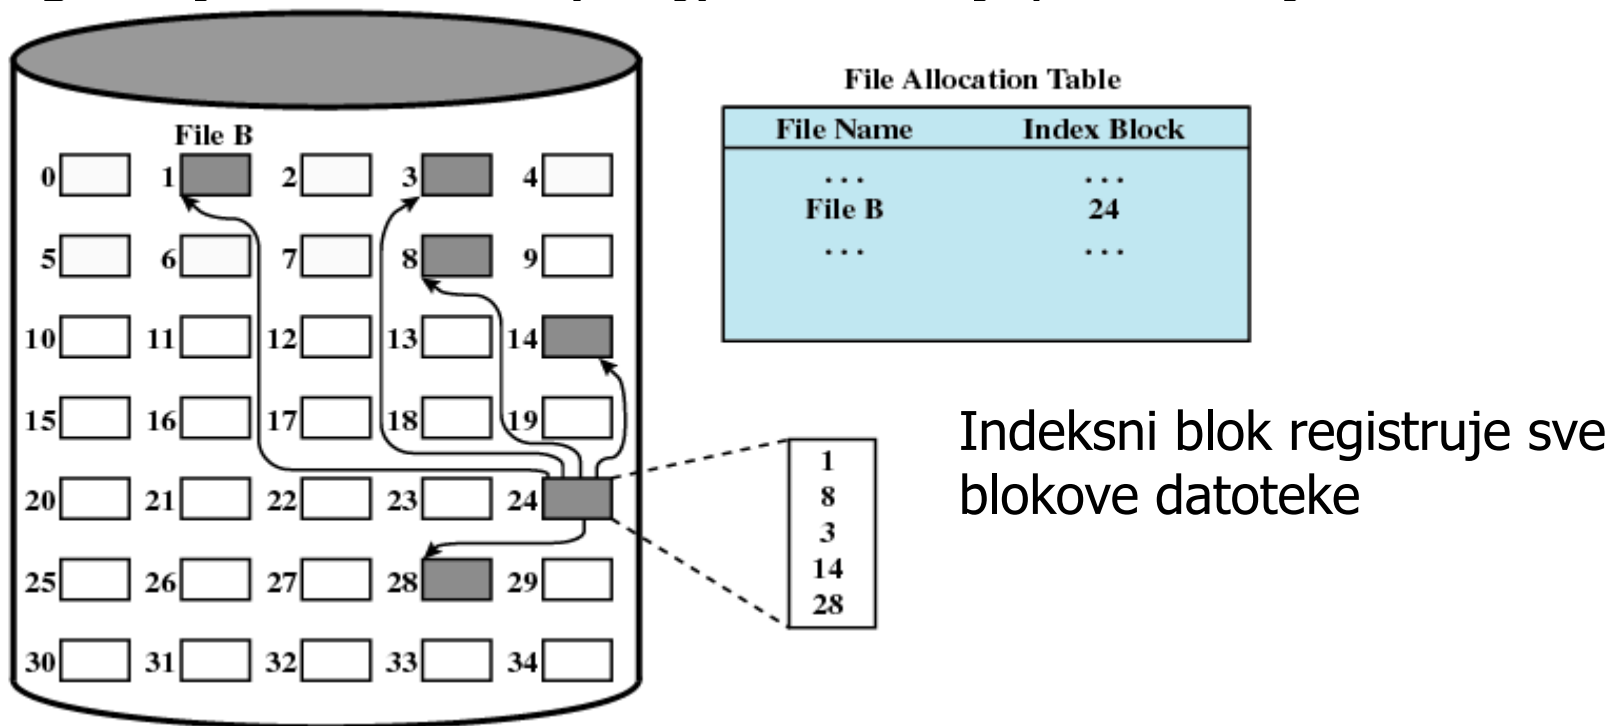 File Allocation Table
File Name Index Block
... ...
File B 24
... ...
File B
0 1 2 3 4
5 6 7 8 9
10 11 12 13 14
15 16 17 18 19
20 21 22 23 24
25 26 27 28 29
30 31 32 33 34
1
8
3
14
28
Indeksni blok registruje sve
blokove datoteke